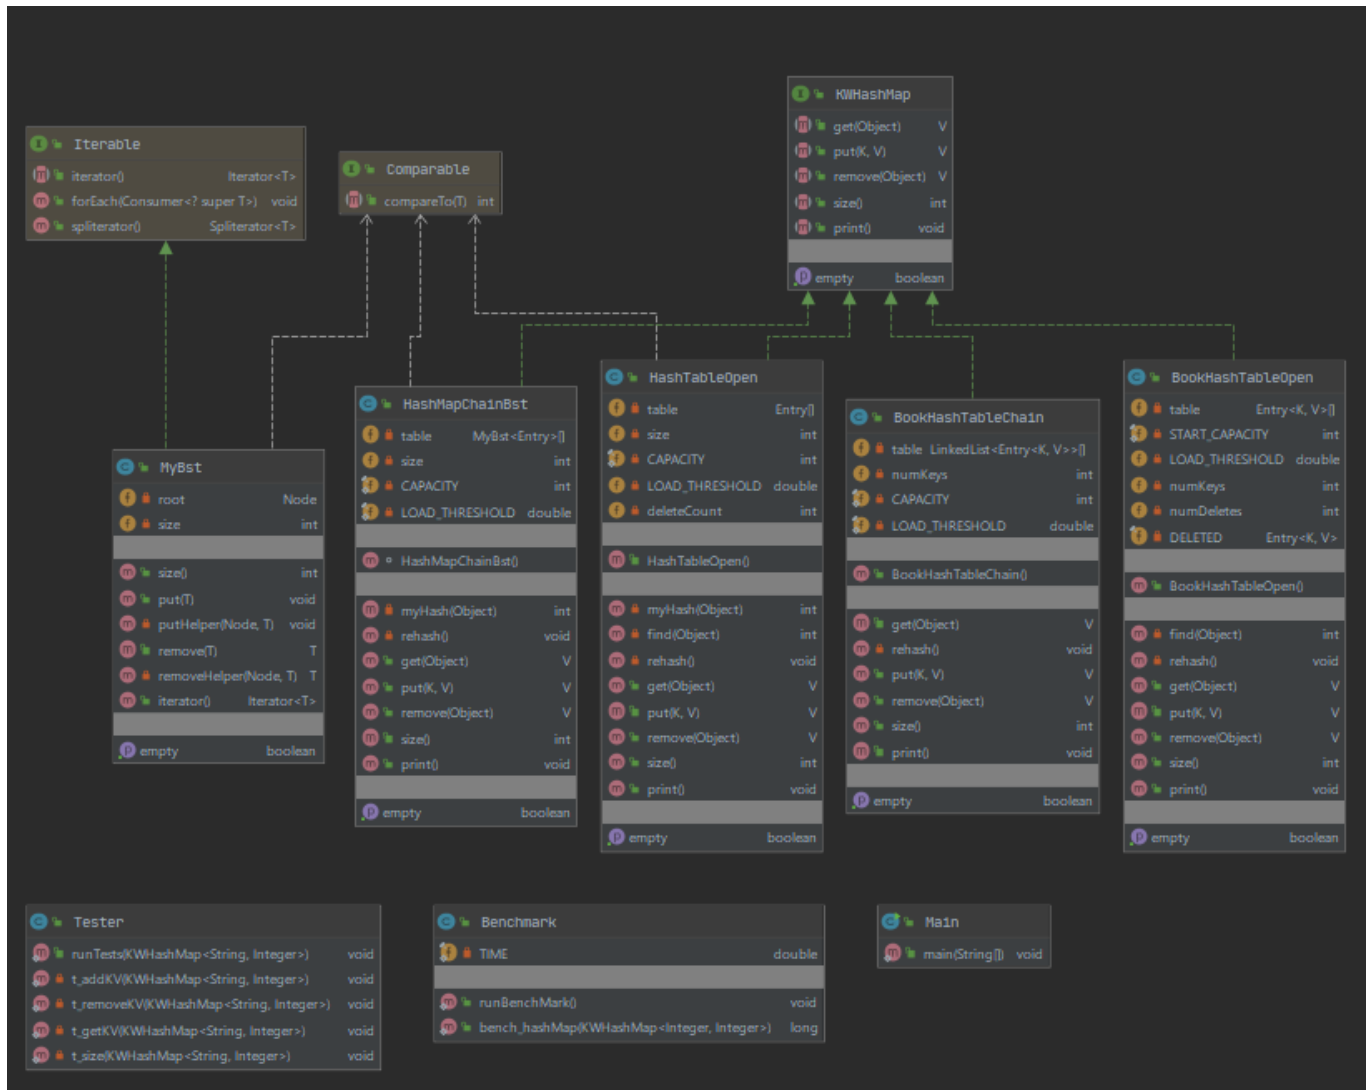 KWHashMap
get(Object) V
put(K, V) V
remove(Object) V
size() int
print() void
empty boolean
Iterable
iterator() Iterator<T>
forEach(Consumer<? super T>) void
spliterator() Spliterator<T>
Comparable
compareTo(T) int
MyBst
root Node
size int
size() int
put(T) void
putHelper(Node, T) void
remove(T) T
removeHelper(Node, T) T
iterator() Iterator<T>
empty boolean
HashMapChainBst
table MyBst<Entry>[]
size int
CAPACITY int
LOAD_THRESHOLD double
HashMapChainBst()
myHash(Object) int
rehash() void
get(Object) V
put(K, V) V
remove(Object) V
size() int
print() void
empty boolean
HashTableOpen
table Entry[]
size int
CAPACITY int
LOAD_THRESHOLD double
deleteCount int
HashTableOpen()
myHash(Object) int
find(Object) int
rehash() void
get(Object) V
put(K, V) V
remove(Object) V
size() int
print() void
empty boolean
BookHashTableChain
table LinkedList<Entry<K, V>>[]
numKeys int
CAPACITY int
LOAD_THRESHOLD double
BookHashTableChain()
get(Object) V
rehash() void
put(K, V) V
remove(Object) V
size() int
print() void
empty boolean
BookHashTableOpen
table Entry<K, V>[]
START_CAPACITY int
LOAD_THRESHOLD double
numKeys int
numDeletes int
DELETED Entry<K, V>
BookHashTableOpen()
find(Object) int
rehash() void
get(Object) V
put(K, V) V
remove(Object) V
size() int
print() void
empty boolean
Tester
runTests(KWHashMap<String, Integer>) void
t_addKV(KWHashMap<String, Integer>) void
t_removeKV(KWHashMap<String, Integer>) void
t_getKV(KWHashMap<String, Integer>) void
t_size(KWHashMap<String, Integer>) void
Benchmark
TIME double
runBenchMark() void
bench_hashMap(KWHashMap<Integer, Integer>) long
Main
main(String[]) void